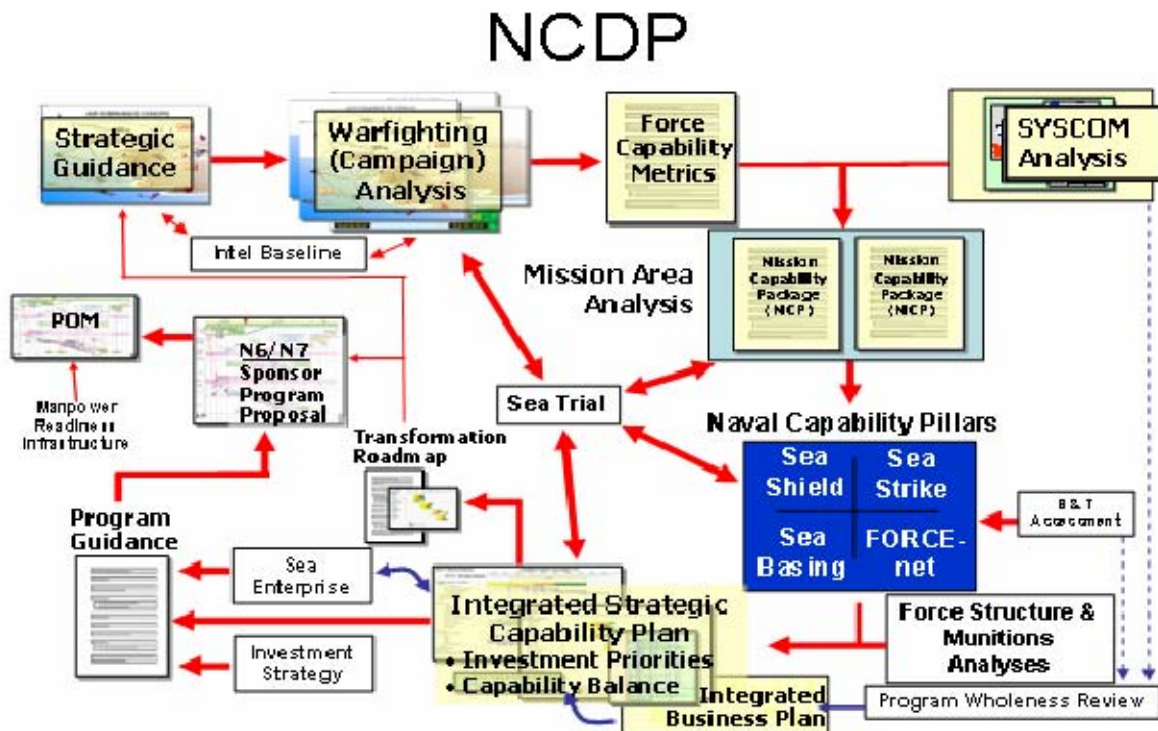 NCDP
Strategic
Guidance
Warfighting
(Campaign)
Analysis
Force
Capability
Metrics
SYSCOM
Analysis
Intel Baseline
Mission Area
Analysis
Mission
Capability
Package
(MCP)
Mission
Capability
Package
(MCP)
POM
N6/N7
Sponsor
Program
Proposal
Manpower
Readiness
Infrastructure
Sea Trial
Transformation
Roadmap
Naval Capability Pillars
Sea
Shield
Sea
Strike
Sea
Basing
FORCE-
net
S&T
Assessment
Program
Guidance
Sea
Enterprise
Investment
Strategy
Integrated Strategic
Capability Plan
• Investment Priorities
• Capability Balance
Force Structure &
Munitions
Analyses
Integrated
Business Plan
Program Wholeness Review